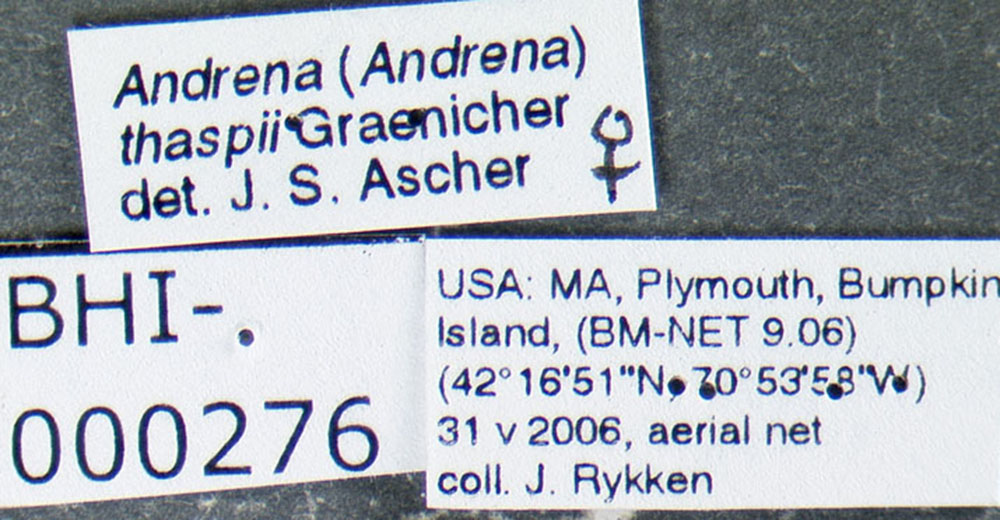 Andrena (Andrena)
thaspii Graenicher
det. J. S. Ascher ♀
BHI-.
000276
USA: MA, Plymouth, Bumpkin
Island, (BM-NET 9.06)
(42°16'51"N, 70°53'58"W)
31 v 2006, aerial net
coll. J. Rykken